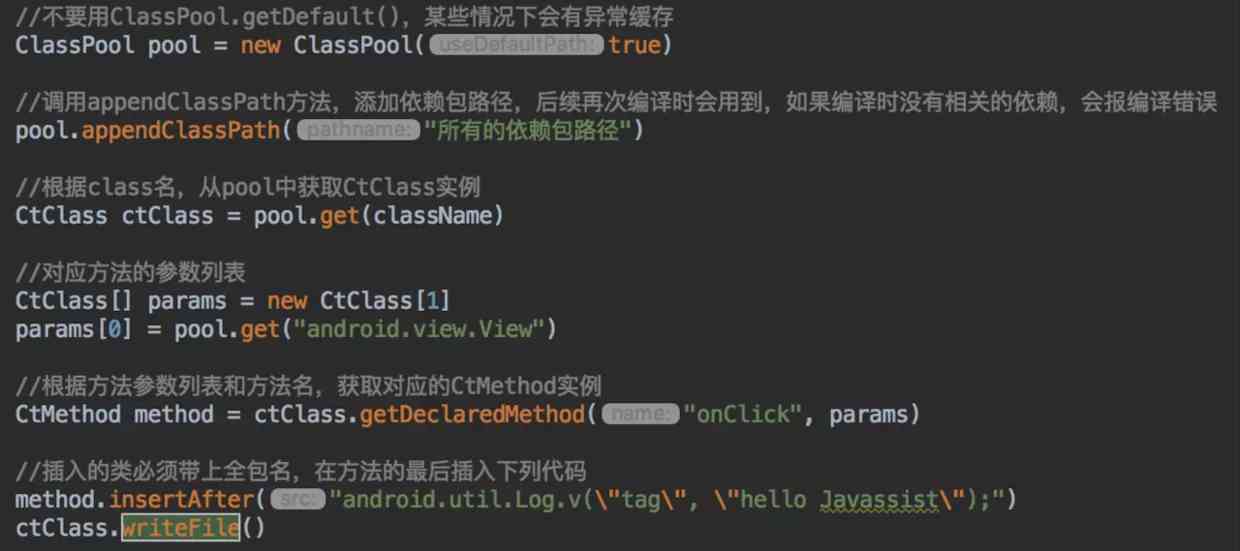 //不要用ClassPool.getDefault()，某些情况下会有异常缓存
ClassPool pool = new ClassPool( useDefaultPath: true)
//调用appendClassPath方法，添加依赖包路径，后续再次编译时会用到，如果编译时没有相关的依赖，会报编译错误
pool.appendClassPath( pathname: "所有的依赖包路径")
//根据class名，从pool中获取CtClass实例
CtClass ctClass = pool.get(className)
//对应方法的参数列表
CtClass[] params = new CtClass[1]
params[0] = pool.get("android.view.View")
//根据方法参数列表和方法名，获取对应的CtMethod实例
CtMethod method = ctClass.getDeclaredMethod( name: "onClick", params)
//插入的类必须带上全包名，在方法的最后插入下列代码
method.insertAfter( src: "android.util.Log.v(\"tag\", \"hello Javassist\");")
ctClass.writeFile()